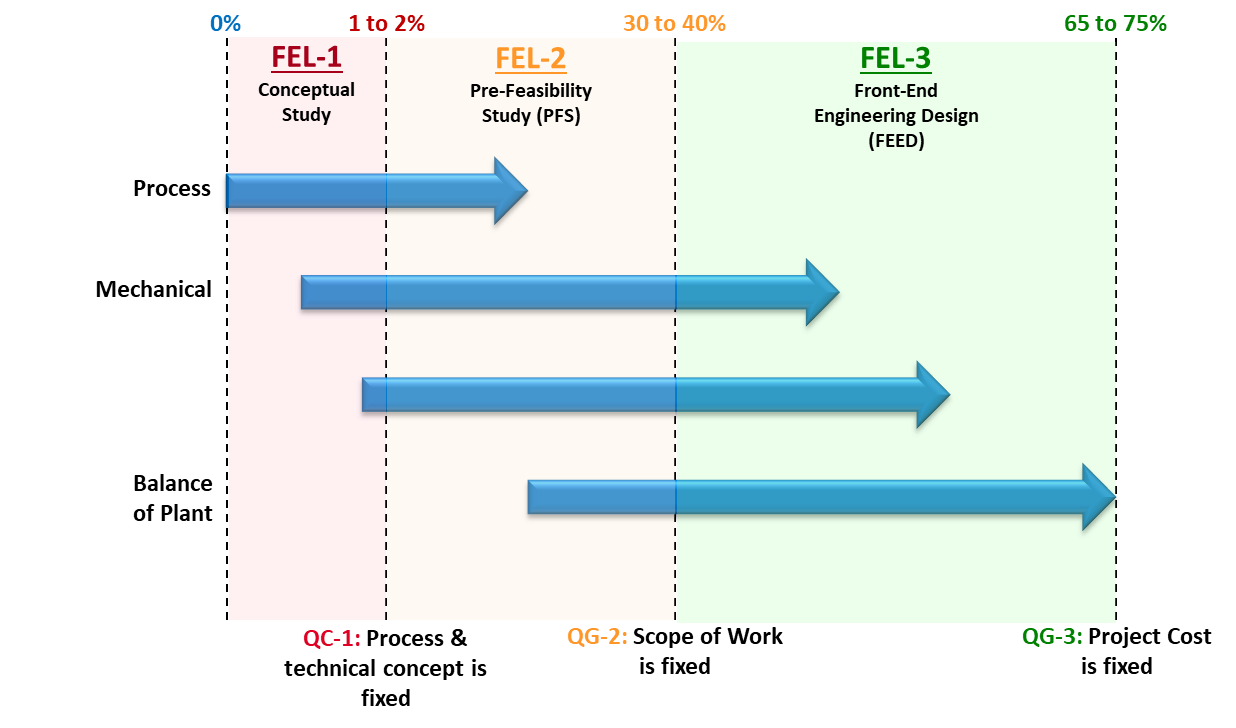 0%
1 to 2%
30 to 40%
65 to 75%
FEL-1
Conceptual
Study
FEL-2
Pre-Feasibility
Study (PFS)
FEL-3
Front-End
Engineering Design
(FEED)
Process
Mechanical
Balance
of Plant
QC-1: Process &
technical concept is
fixed
QG-2: Scope of Work
is fixed
QG-3: Project Cost
is fixed